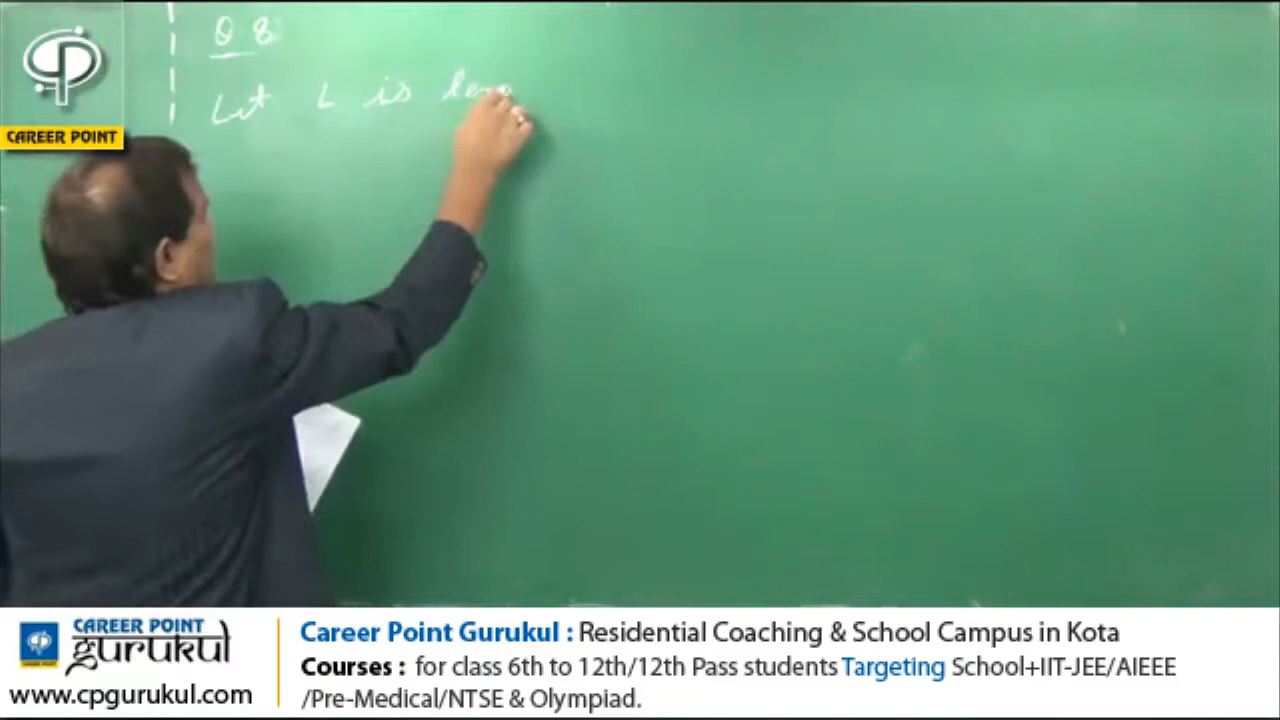 CAREER POINT
Q 8
Let L is len
CAREER POINT
gurukul
www.cpgurukul.com
Career Point Gurukul : Residential Coaching & School Campus in Kota
Courses : for class 6th to 12th/12th Pass students Targeting School+IIT-JEE/AIEEE
/Pre-Medical/NTSE & Olympiad.